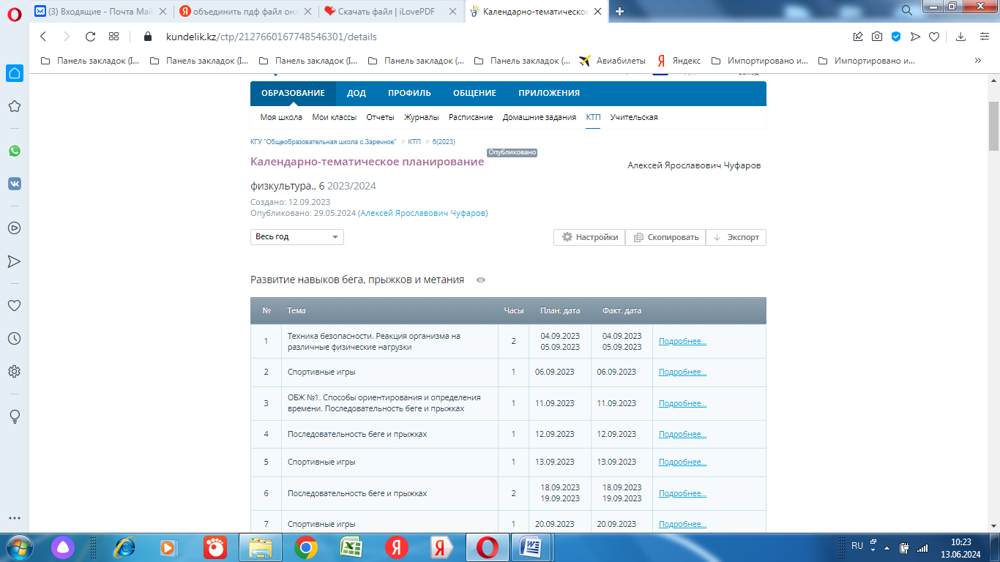 (3) Входящие - Почта Mail
объединить пдф файл онл
Скачать файл | iLovePDF
Календарно-тематическое
kundelik.kz/ctp/2127660167748546301/details
Панель закладок (I... Панель закладок (I... Панель закладок (I... Панель закладок (... Панель закладок (... Авиабилеты Яндекс Импортировано и... Импортировано и...
ОБРАЗОВАНИЕ ДОД ПРОФИЛЬ ОБЩЕНИЕ ПРИЛОЖЕНИЯ
Моя школа Мои классы Отчеты Журналы Расписание Домашние задания КТП Учительская
КГУ "Общеобразовательная школа с.Заречное" > КТП > 6(2023)
Календарно-тематическое планирование Опубликовано
Алексей Ярославович Чуфаров
физкультура., 6 2023/2024
Создано: 12.09.2023
Опубликовано: 29.05.2024 (Алексей Ярославович Чуфаров)
Весь год Настройки Скопировать Экспорт
Развитие навыков бега, прыжков и метания
№ Тема Часы План. дата Факт. дата
1 Техника безопасности. Реакция организма на
различные физические нагрузки 2 04.09.2023 04.09.2023 Подробнее...
05.09.2023 05.09.2023
2 Спортивные игры 1 06.09.2023 06.09.2023 Подробнее...
3 ОБЖ №1. Способы ориентирования и определения
времени. Последовательность беге и прыжках 1 11.09.2023 11.09.2023 Подробнее...
4 Последовательность беге и прыжках 1 12.09.2023 12.09.2023 Подробнее...
5 Спортивные игры 1 13.09.2023 13.09.2023 Подробнее...
6 Последовательность беге и прыжках 2 18.09.2023 18.09.2023 Подробнее...
19.09.2023 19.09.2023
7 Спортивные игры 1 20.09.2023 20.09.2023 Подробнее...
RU
10:23
13.06.2024